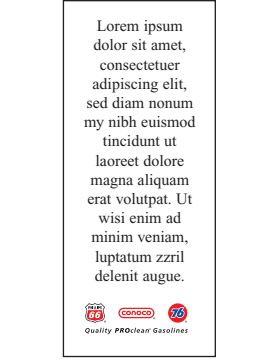 Lorem ipsum
dolor sit amet,
consectetuer
adipiscing elit,
sed diam nonum
my nibh euismod
tincidunt ut
laoreet dolore
magna aliquam
erat volutpat. Ut
wisi enim ad
minim veniam,
luptatum zzril
delenit augue.
PHILLIPS 66 conoco 76
Quality PROclean® Gasolines